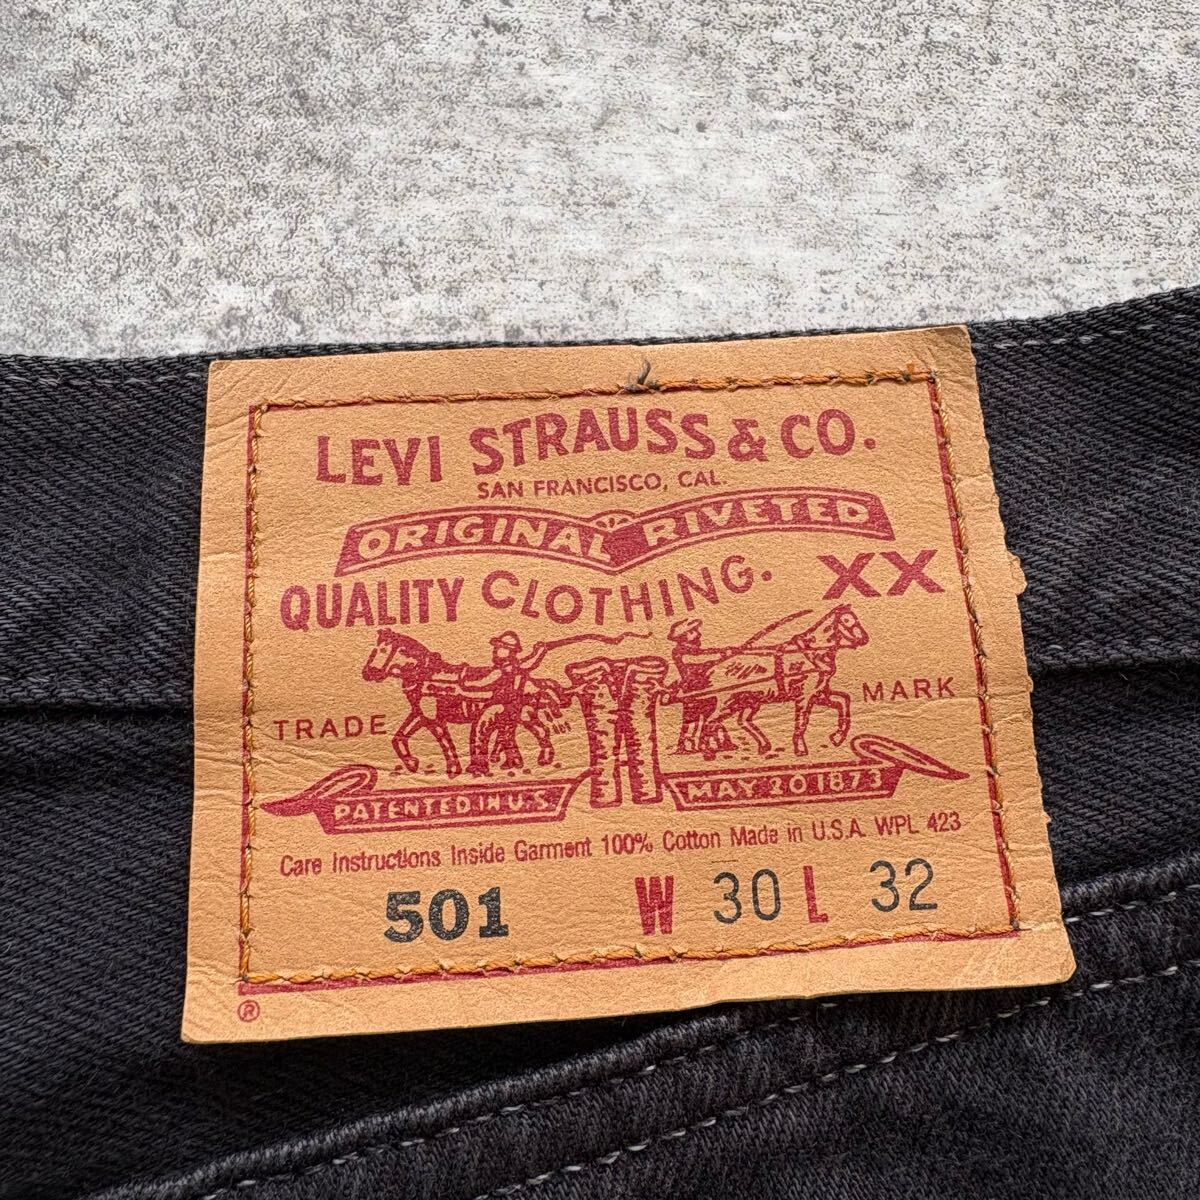 LEVI STRAUSS & CO.
SAN FRANCISCO, CAL.
ORIGINAL RIVETED
QUALITY CLOTHING. XX
TRADE MARK
PATENTED IN U.S. MAY 20 1873
Care Instructions Inside Garment 100% Cotton Made in U.S.A. WPL 423
501 W 30 L 32
®